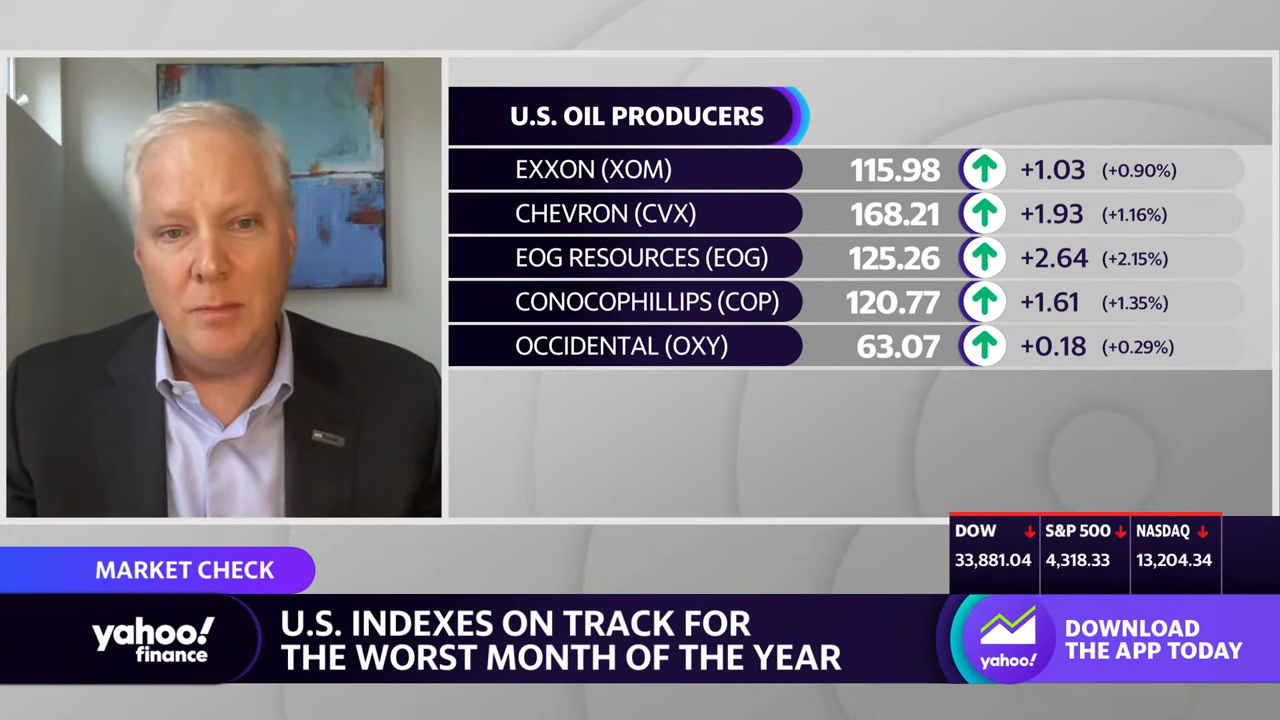 U.S. OIL PRODUCERS
EXXON (XOM) 115.98 +1.03 (+0.90%)
CHEVRON (CVX) 168.21 +1.93 (+1.16%)
EOG RESOURCES (EOG) 125.26 +2.64 (+2.15%)
CONOCOPHILLIPS (COP) 120.77 +1.61 (+1.35%)
OCCIDENTAL (OXY) 63.07 +0.18 (+0.29%)
DOW S&P 500 NASDAQ
33,881.04 4,318.33 13,204.34
MARKET CHECK
yahoo!
finance
U.S. INDEXES ON TRACK FOR
THE WORST MONTH OF THE YEAR
yahoo!
DOWNLOAD
THE APP TODAY